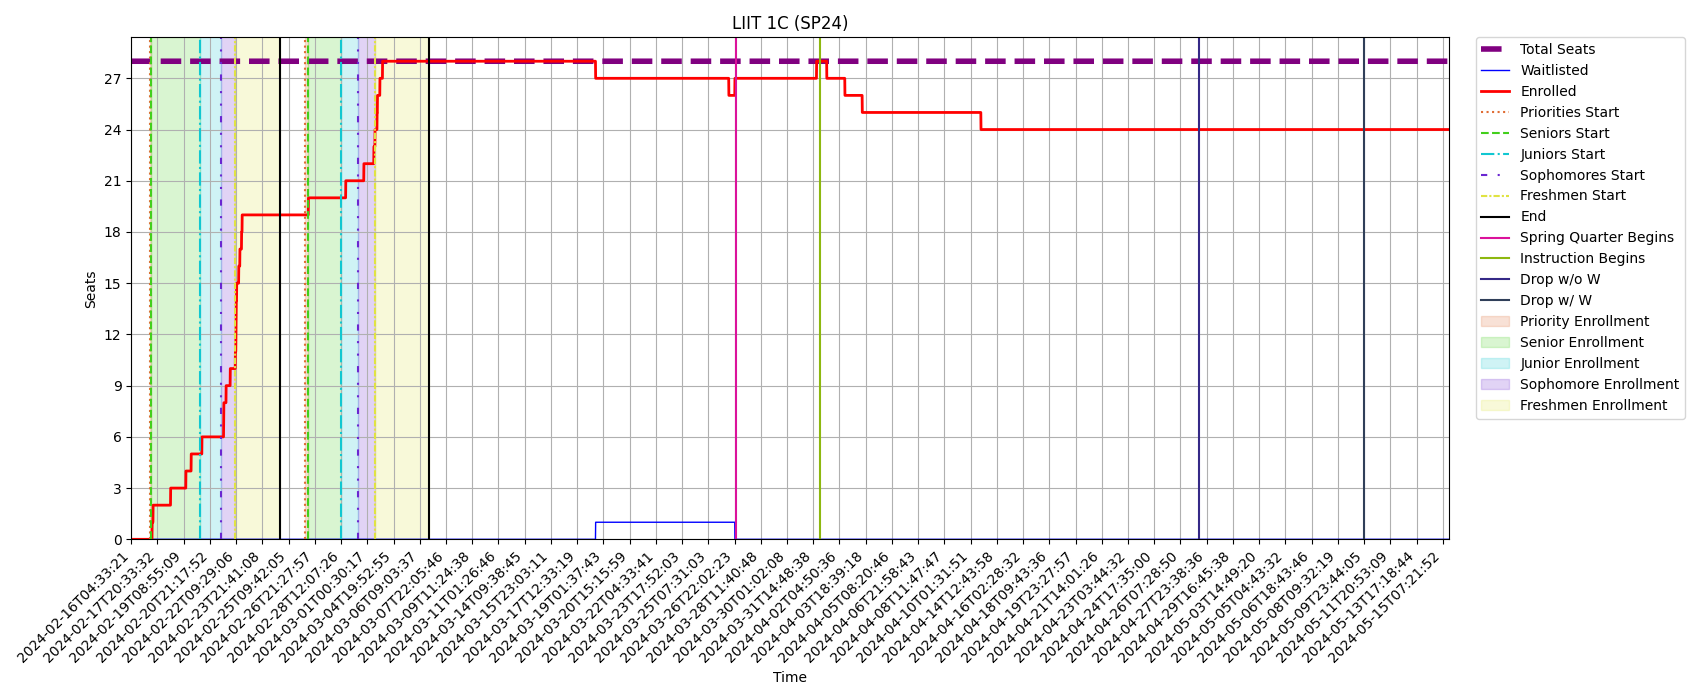 LIIT 1C (SP24)
Seats
27
24
21
18
15
12
9
6
3
0
2024-02-16T04:33:21
2024-02-17T20:33:32
2024-02-19T08:55:09
2024-02-20T21:17:52
2024-02-22T09:29:06
2024-02-23T21:41:08
2024-02-25T09:42:05
2024-02-26T21:27:57
2024-02-28T12:07:26
2024-03-01T00:30:17
2024-03-04T19:52:55
2024-03-06T09:03:37
2024-03-07T22:05:46
2024-03-09T11:24:38
2024-03-11T01:26:46
2024-03-14T09:38:45
2024-03-15T23:03:11
2024-03-17T12:33:19
2024-03-19T01:37:43
2024-03-20T15:15:59
2024-03-22T04:33:41
2024-03-23T17:52:03
2024-03-25T07:31:03
2024-03-26T22:02:23
2024-03-28T11:40:48
2024-03-30T01:02:08
2024-03-31T14:48:38
2024-04-02T04:50:36
2024-04-03T18:39:18
2024-04-05T08:20:46
2024-04-06T21:58:43
2024-04-08T11:47:47
2024-04-10T01:31:51
2024-04-14T12:43:58
2024-04-16T02:28:32
2024-04-18T09:43:36
2024-04-19T23:27:57
2024-04-21T14:01:26
2024-04-23T03:44:32
2024-04-24T17:35:00
2024-04-26T07:28:50
2024-04-27T23:38:36
2024-04-29T16:45:38
2024-05-03T14:49:20
2024-05-05T04:43:32
2024-05-06T18:43:46
2024-05-08T09:32:19
2024-05-09T23:44:05
2024-05-11T20:53:09
2024-05-13T17:18:44
2024-05-15T07:21:52
Time
Total Seats
Waitlisted
Enrolled
Priorities Start
Seniors Start
Juniors Start
Sophomores Start
Freshmen Start
End
Spring Quarter Begins
Instruction Begins
Drop w/o W
Drop w/ W
Priority Enrollment
Senior Enrollment
Junior Enrollment
Sophomore Enrollment
Freshmen Enrollment